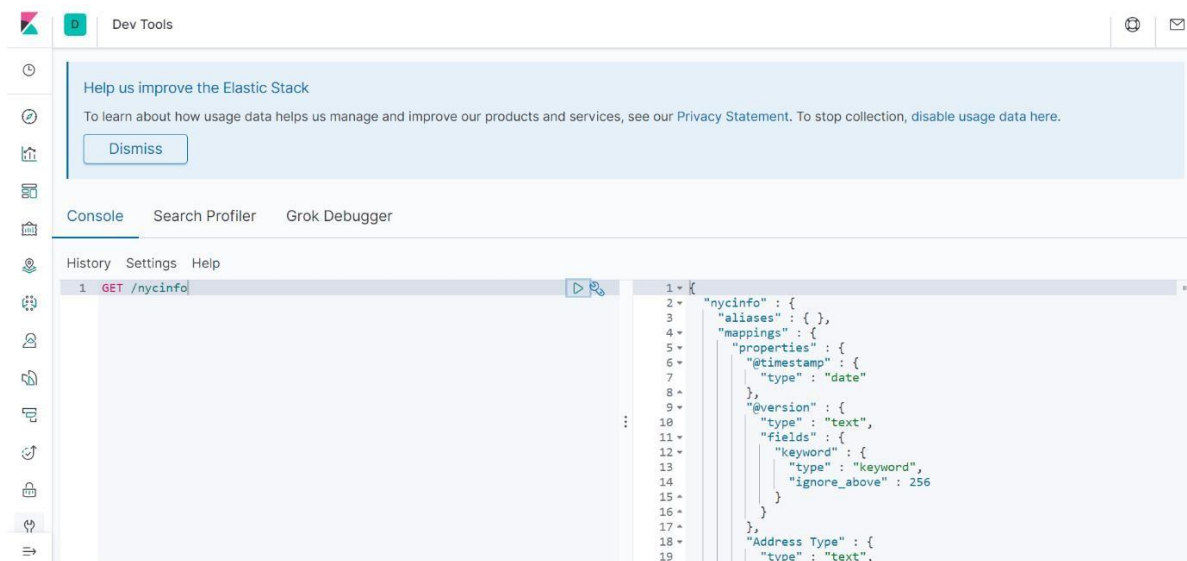 D Dev Tools
Help us improve the Elastic Stack
To learn about how usage data helps us manage and improve our products and services, see our Privacy Statement. To stop collection, disable usage data here.
Dismiss
Console Search Profiler Grok Debugger
History Settings Help
1 GET /nycinfo
1 {
2 "nycinfo" : {
3 "aliases" : { },
4 "mappings" : {
5 "properties" : {
6 "@timestamp" : {
7 "type" : "date"
8 },
9 "@version" : {
10 "type" : "text",
11 "fields" : {
12 "keyword" : {
13 "type" : "keyword",
14 "ignore_above" : 256
15 }
16 }
17 },
18 "Address Type" : {
19 "type" : "text",